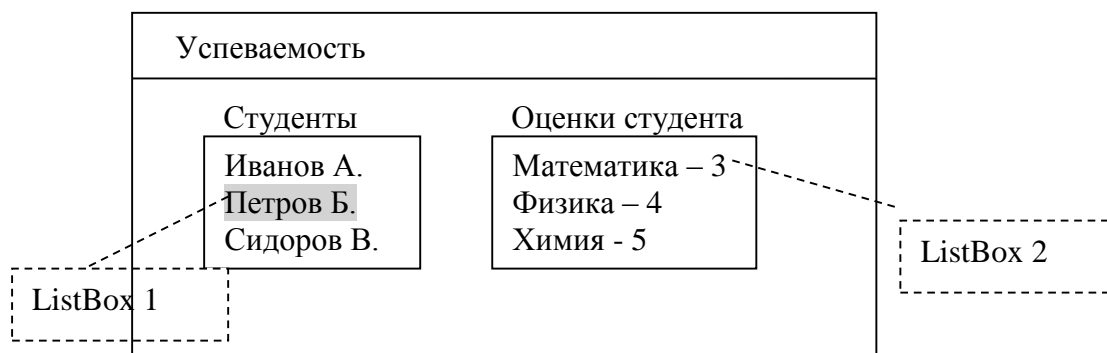 Успеваемость
Студенты
Оценки студента
Иванов А.
Математика – 3
Петров Б.
Физика – 4
Сидоров В.
Химия - 5
ListBox 2
ListBox 1